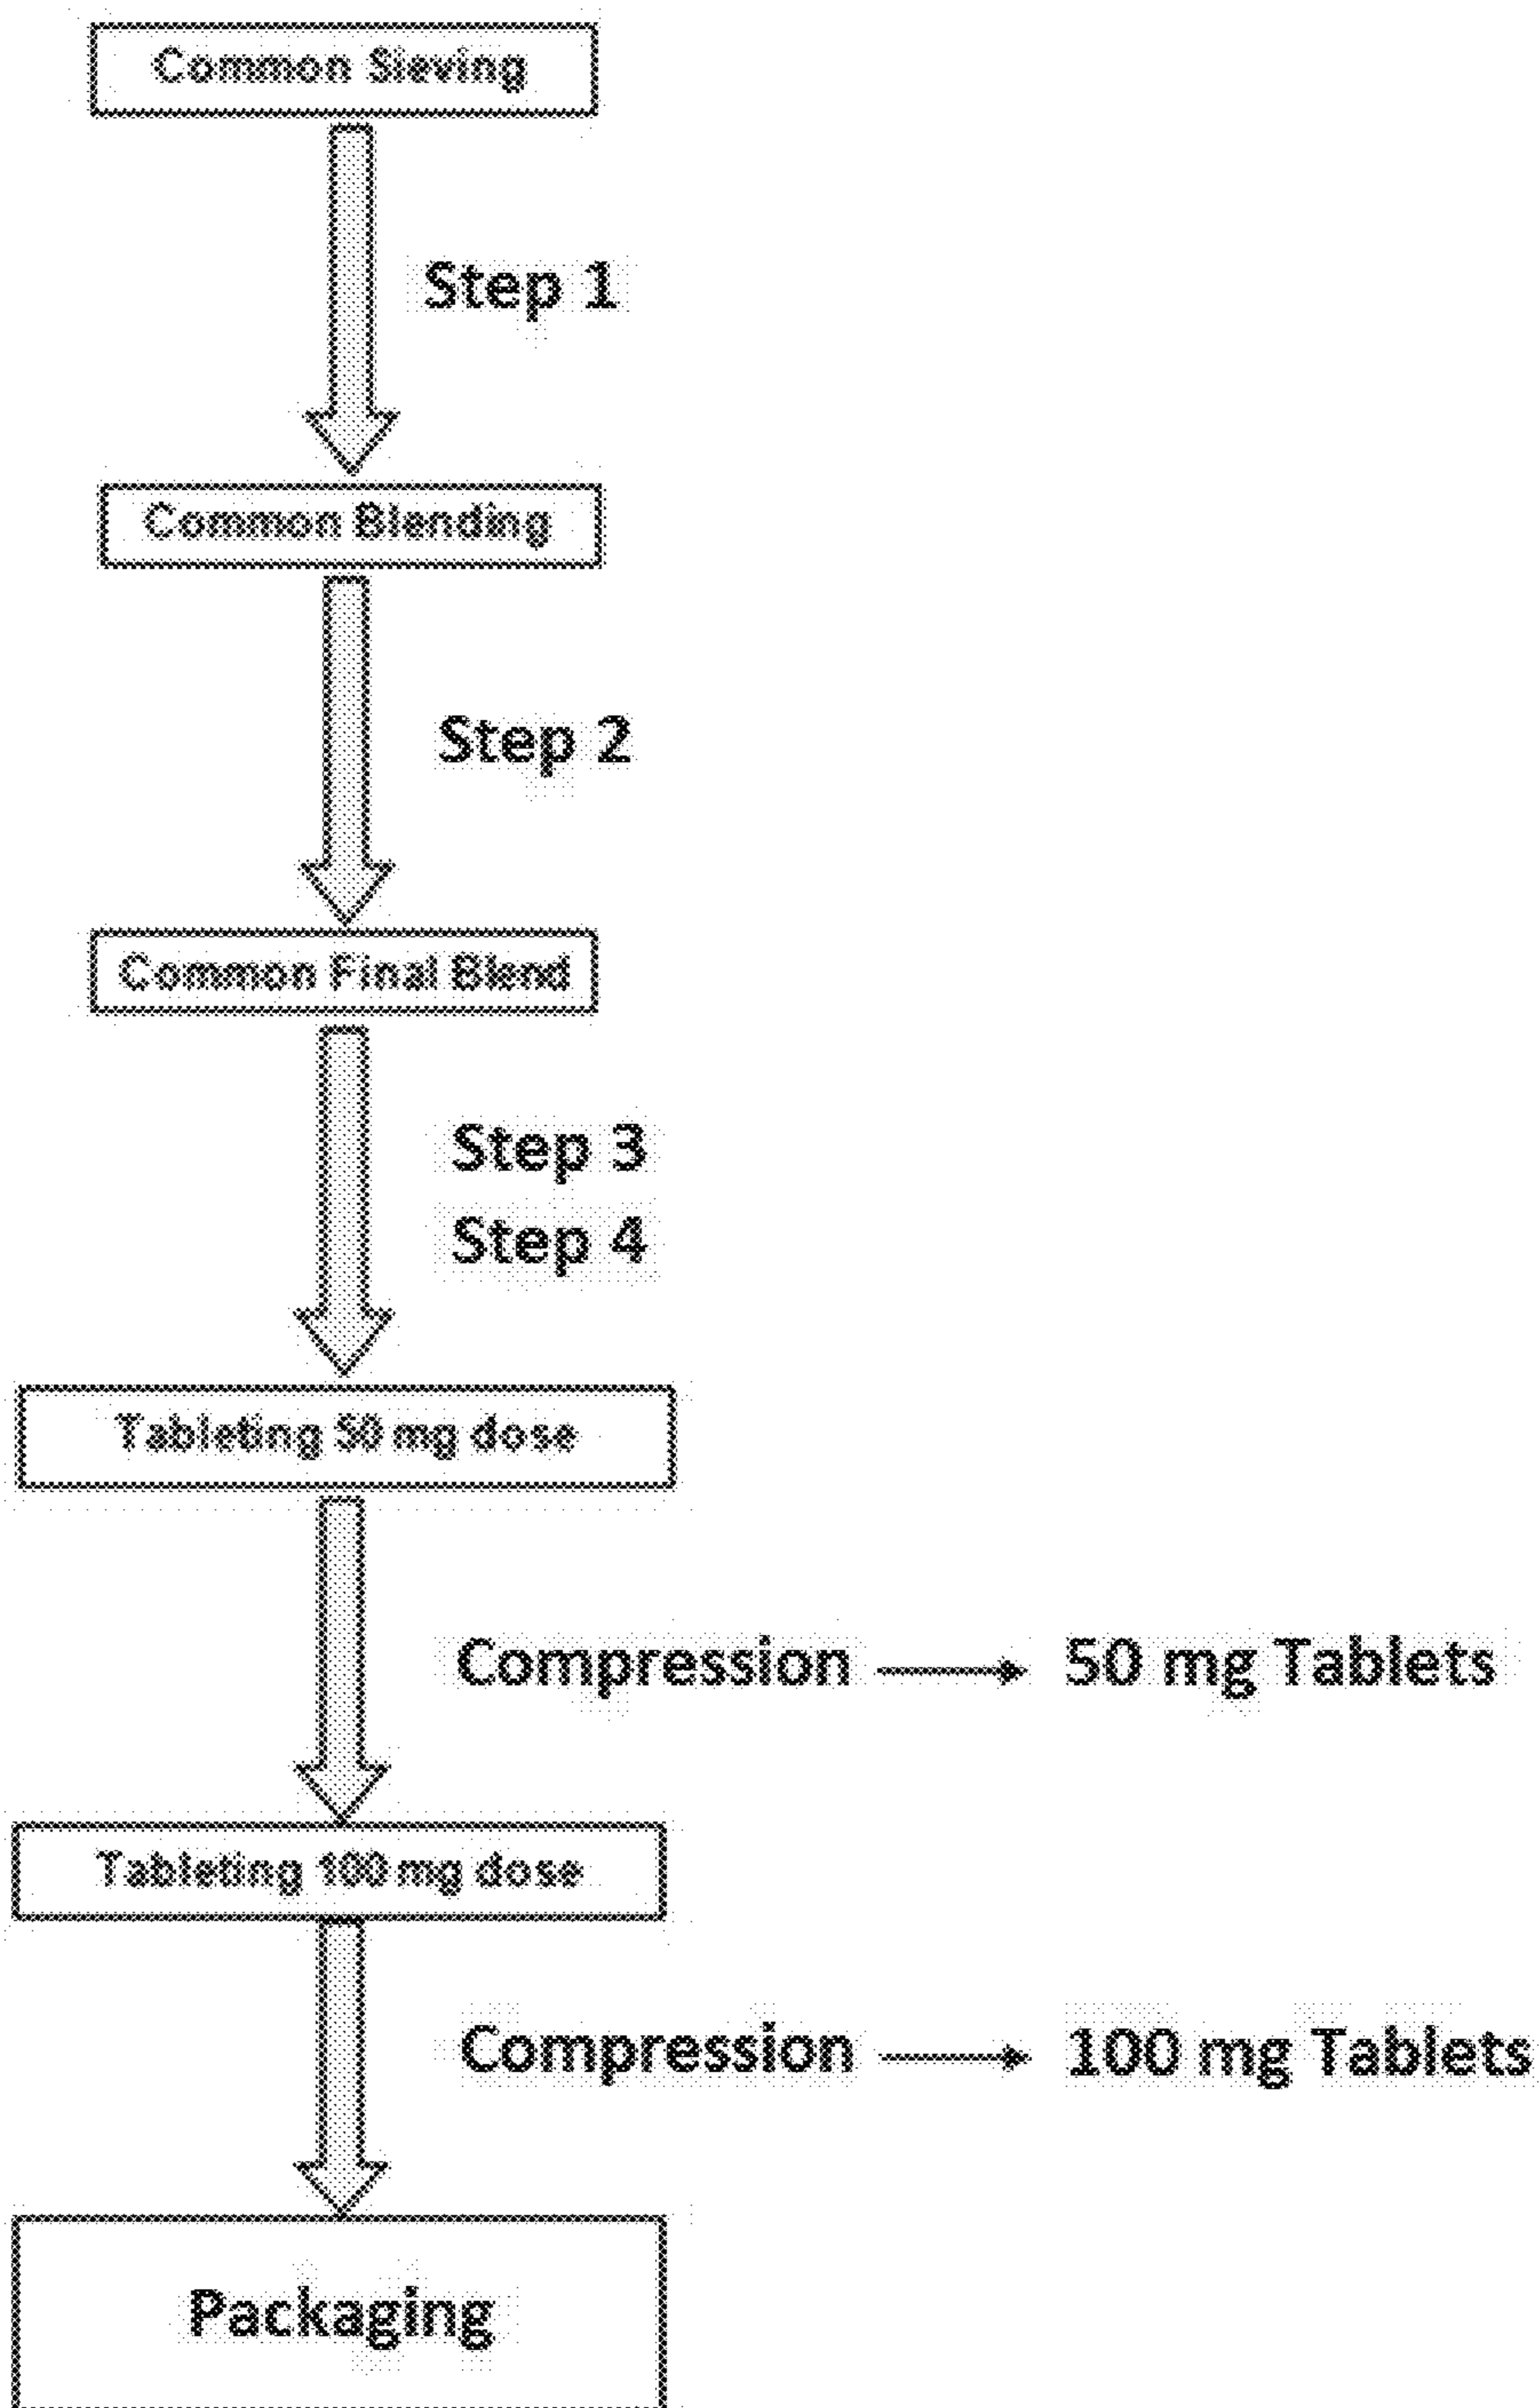 Common Sieving
Step 1
Common Blending
Step 2
Common Final Blend
Step 3
Step 4
Tableting 50 mg dose
Compression 50 mg Tablets
Tableting 100 mg dose
Compression 100 mg Tablets
Packaging